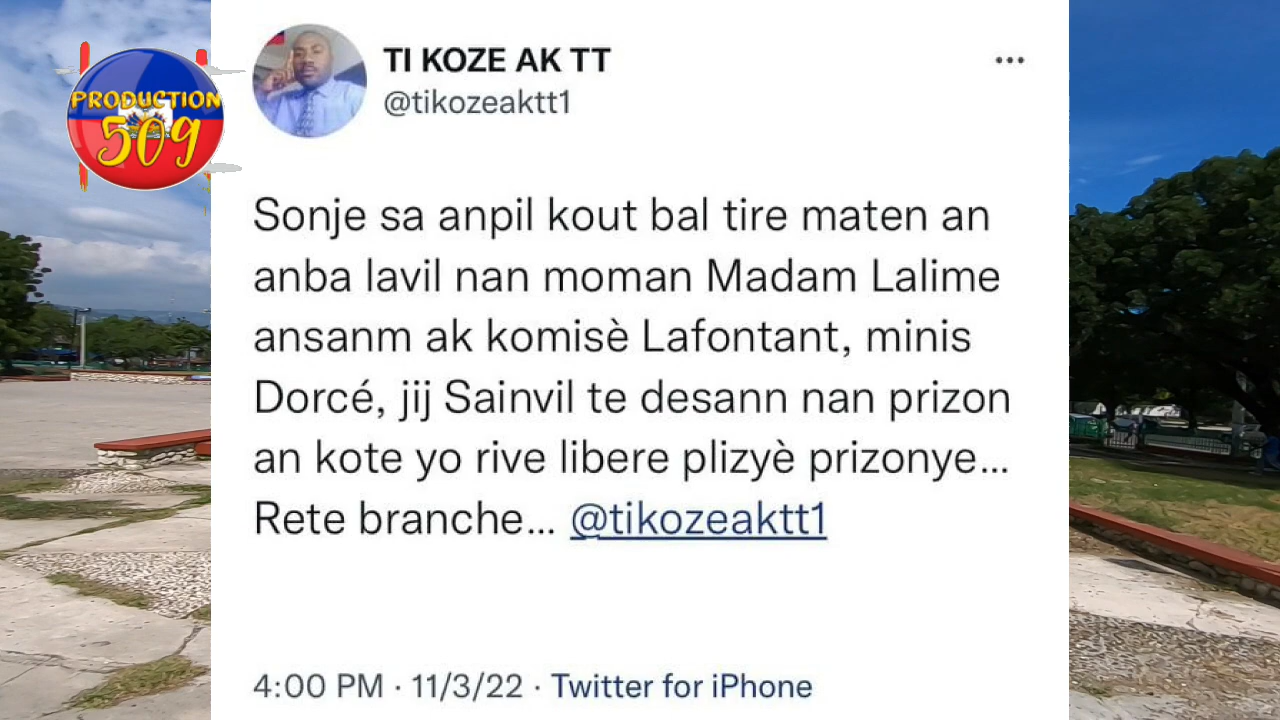 PRODUCTION
509
TI KOZE AK TT
@tikozeaktt1
Sonje sa anpil kout bal tire maten an
anba lavil nan moman Madam Lalime
ansanm ak komisè Lafontant, minis
Dorcé, jij Sainvil te desann nan prizon
an kote yo rive libere plizyè prizonye...
Rete branche... @tikozeaktt1
4:00 PM · 11/3/22 · Twitter for iPhone